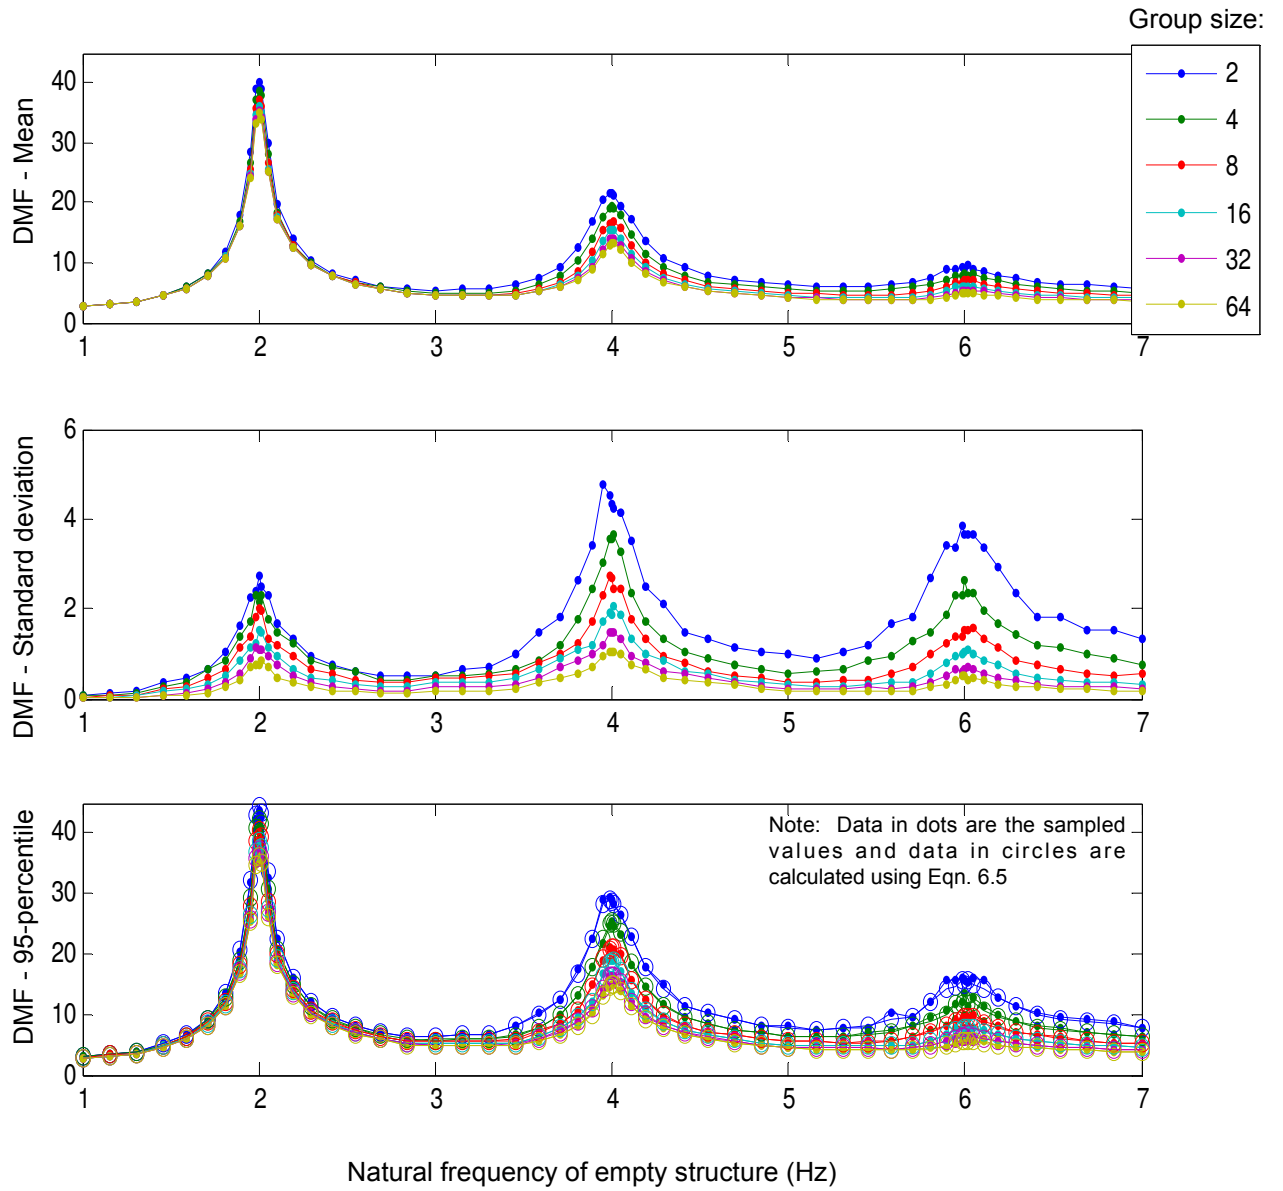 Group size:
2
4
8
16
32
64
DMF - Mean
40
30
20
10
0
1 2 3 4 5 6 7
DMF - Standard deviation
6
4
2
0
1 2 3 4 5 6 7
DMF - 95-percentile
40
30
20
10
0
Note: Data in dots are the sampled
values and data in circles are
calculated using Eqn. 6.5
1 2 3 4 5 6 7
Natural frequency of empty structure (Hz)